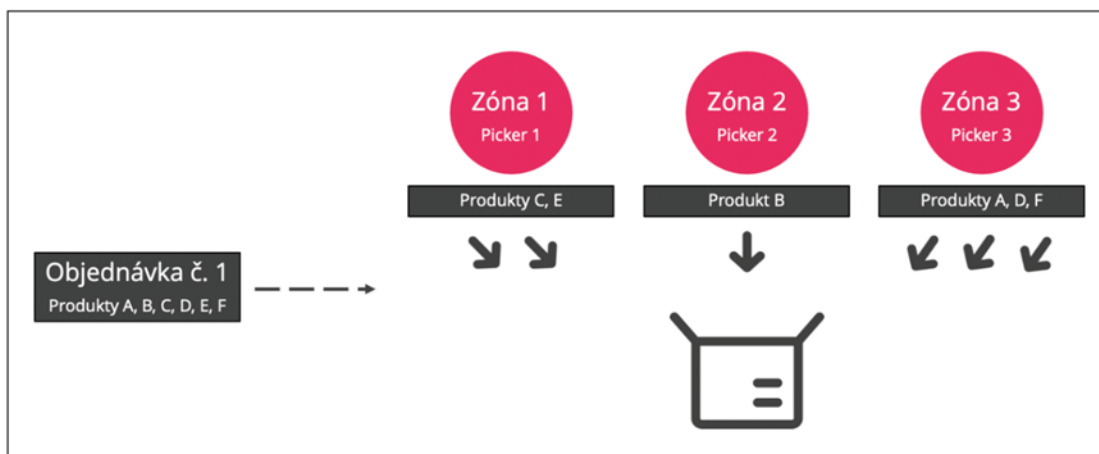 Zóna 1
Picker 1
Zóna 2
Picker 2
Zóna 3
Picker 3
Produkty C, E
Produkt B
Produkty A, D, F
Objednávka č. 1
Produkty A, B, C, D, E, F